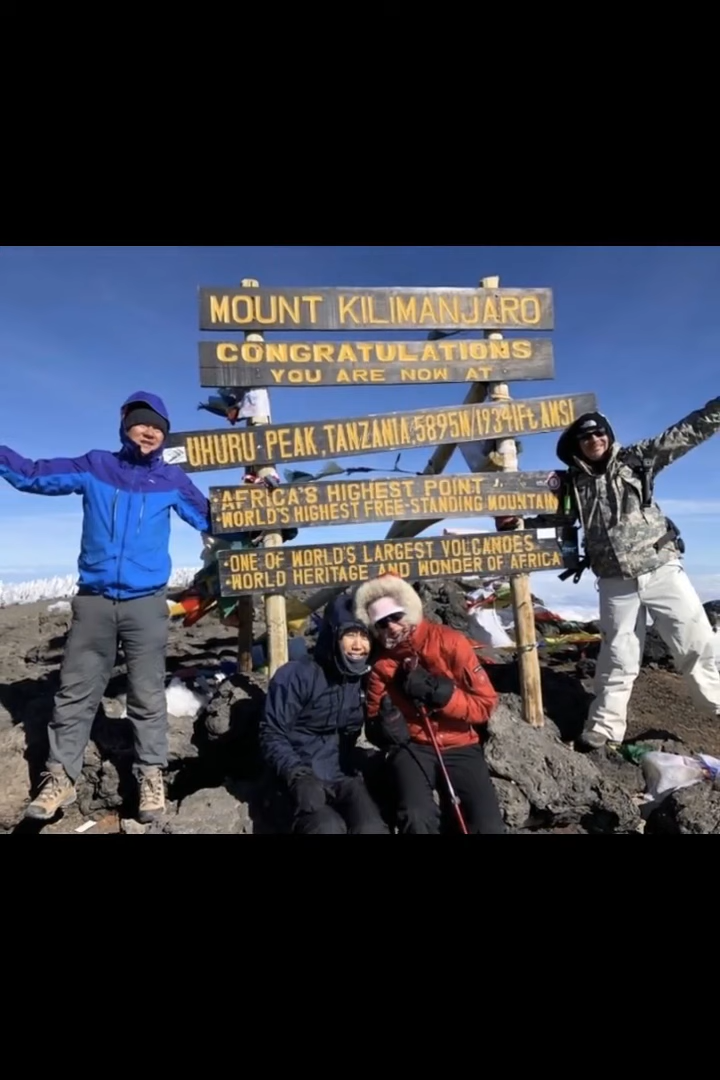 MOUNT KILIMANJARO
CONGRATULATIONS
YOU ARE NOW AT
UHURU PEAK, TANZANIA, 5895M/19341Ft. AMSL
AFRICA'S HIGHEST POINT
WORLD'S HIGHEST FREE-STANDING MOUNTAIN
ONE OF WORLD'S LARGEST VOLCANOES
WORLD HERITAGE AND WONDER OF AFRICA